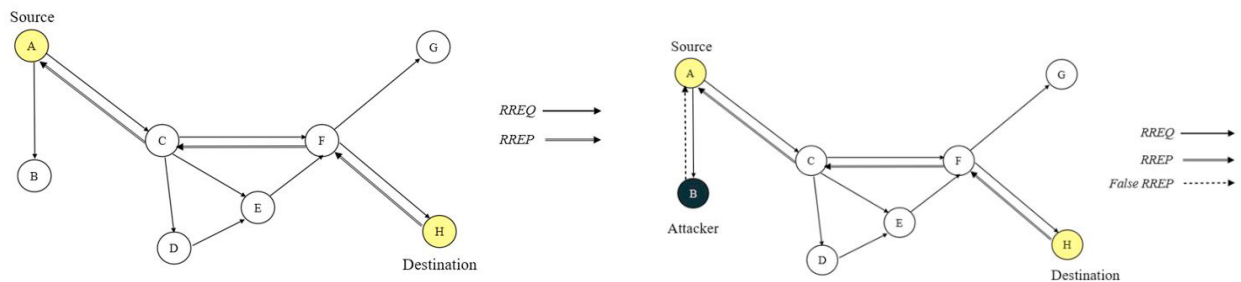 Source
A
G
RREQ
C
F
RREP
B
E
H
D
Destination
Source
A
G
RREQ
C
F
RREP
False RREP
B
Attacker
E
H
D
Destination